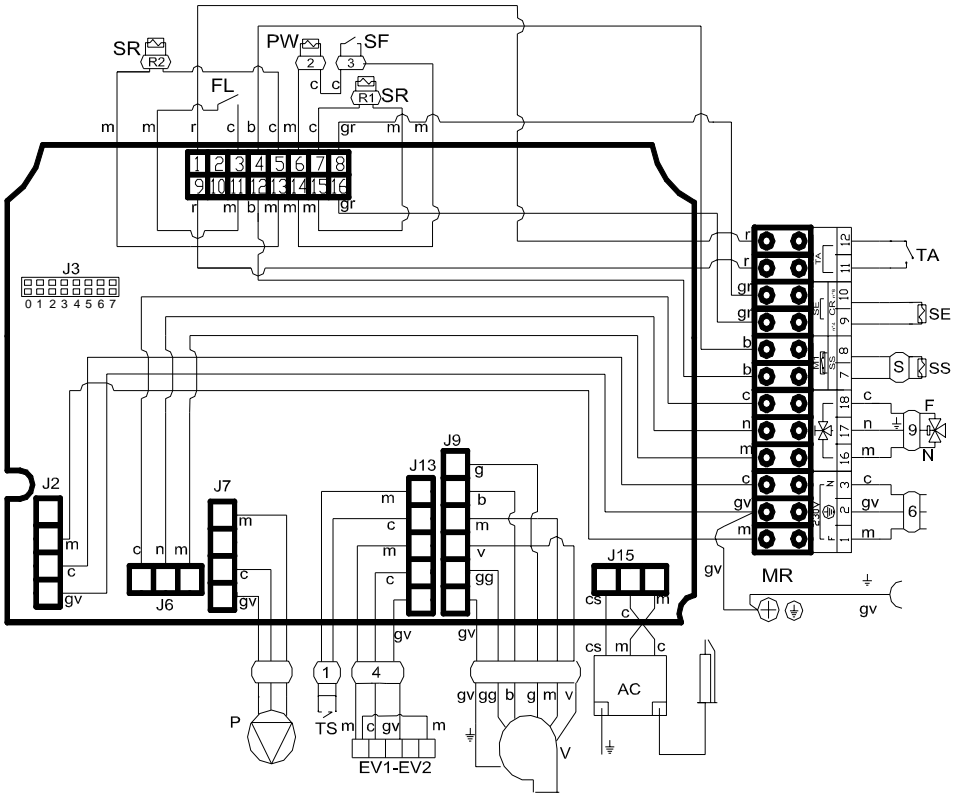 SR R2 PW 2 SF 3
c c
FL R1 SR
m m r c b c m c gr m m
1 2 3 4 5 6 7 8
9 10 11 12 13 14 15 16
r m b m m m gr
J3
0 1 2 3 4 5 6 7
r 12 TA
r TA 11
gr 10 CR n°8
gr SE 9 n°4 SE
b 8
b M1 SS 7 S SS
c 18 c F
n 17 n 9
m 16 m N
c N 3 c
gv 230V 2 gv 6
m F 1 m
MR
gv
gv
J2
m
c
gv
c n m
J6
J7
m
c
gv
J13
m
c
m
c
gv
J9
g
b
m
v
gg
gv
J15
cs c m
cs m c
AC
P
1
TS
4
m c gv m
EV1-EV2
gv gg b g m v
V